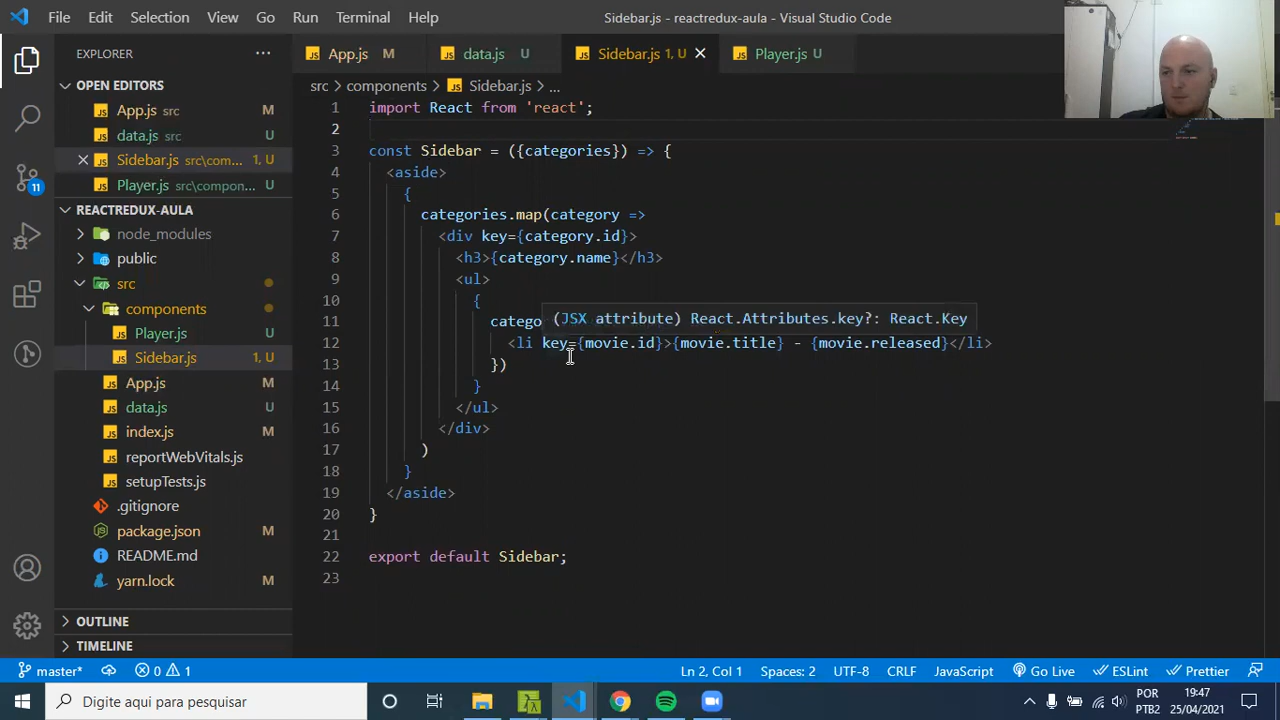 File Edit Selection View Go Run Terminal Help Sidebar.js - reactredux-aula - Visual Studio Code
EXPLORER ...
App.js M data.js U Sidebar.js 1, U Player.js U
OPEN EDITORS
App.js src M
data.js src U
Sidebar.js src\com... 1, U
Player.js src\compon... U
REACTREDUX-AULA
node_modules
public
src
components
Player.js U
Sidebar.js 1, U
App.js M
data.js U
index.js M
reportWebVitals.js
setupTests.js
.gitignore
package.json M
README.md
yarn.lock M
OUTLINE
TIMELINE
11
src > components > Sidebar.js > ...
1 import React from 'react';
2
3 const Sidebar = ({categories}) => {
4 <aside>
5 {
6 categories.map(category =>
7 <div key={category.id}>
8 <h3>{category.name}</h3>
9 <ul>
10 {
11 catego
(JSX attribute) React.Attributes.key?: React.Key
12 <li key={movie.id}>{movie.title} - {movie.released}</li>
13 })
14 }
15 </ul>
16 </div>
17 )
18 }
19 </aside>
20 }
21
22 export default Sidebar;
23
master* 0 1 Ln 2, Col 1 Spaces: 2 UTF-8 CRLF JavaScript Go Live ESLint Prettier
Digite aqui para pesquisar
POR
PTB2
19:47
25/04/2021